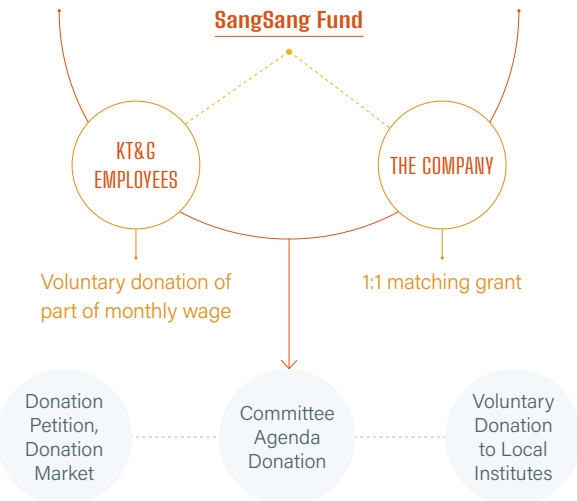 SangSang Fund
KT&G
EMPLOYEES
THE COMPANY
Voluntary donation of
part of monthly wage
1:1 matching grant
Donation
Petition,
Donation
Market
Committee
Agenda
Donation
Voluntary
Donation
to Local
Institutes